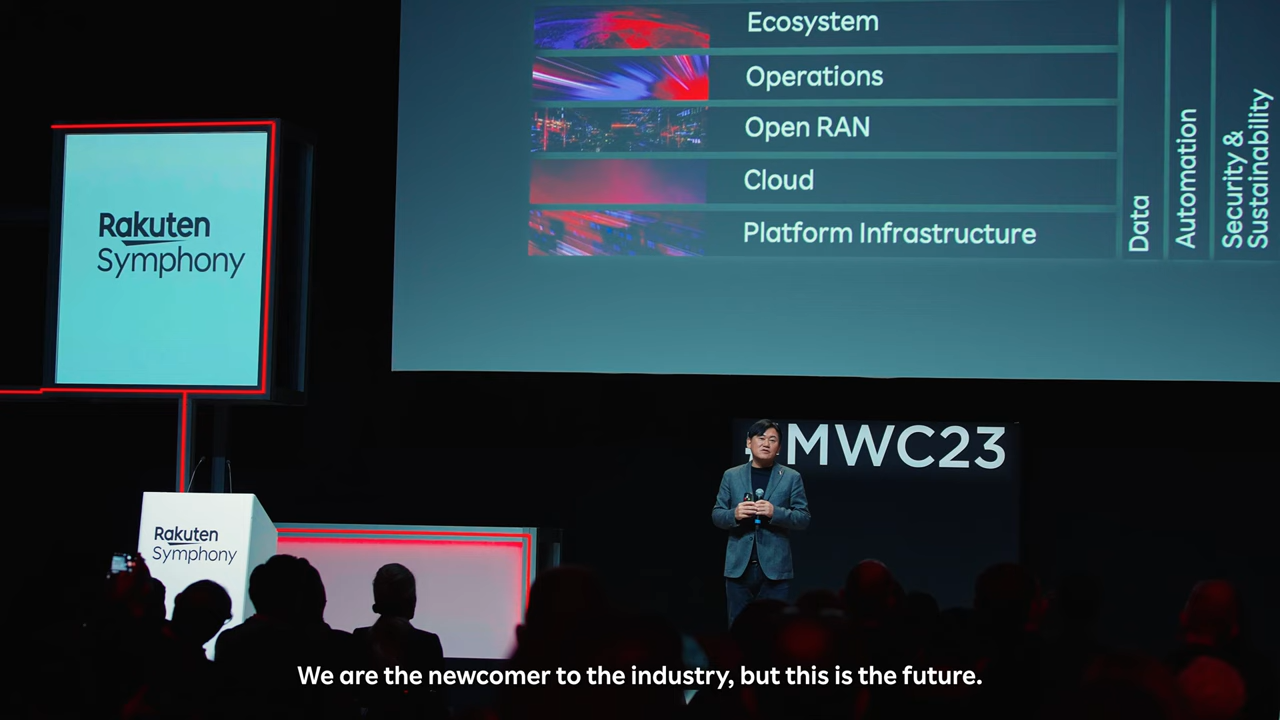 Ecosystem
Operations
Open RAN
Cloud
Platform Infrastructure
Data
Automation
Security &
Sustainability
Rakuten
Symphony
MWC23
Rakuten
Symphony
We are the newcomer to the industry, but this is the future.